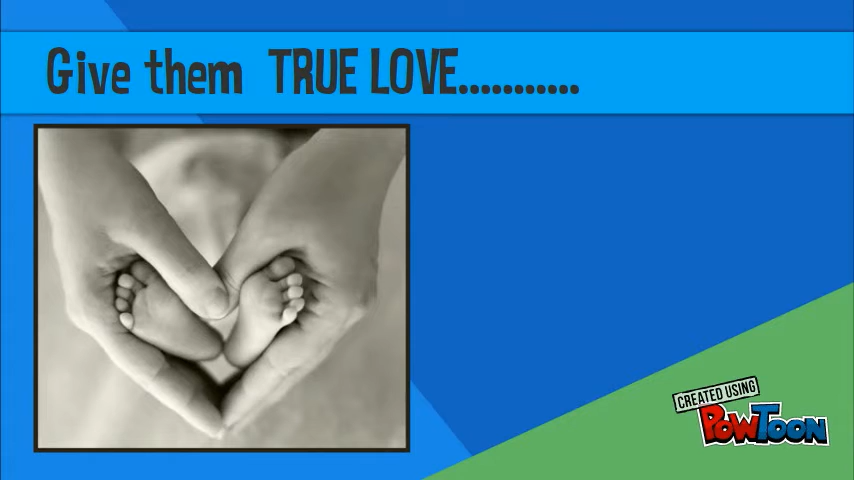 Give them TRUE LOVE...........
CREATED USING
POWTOON